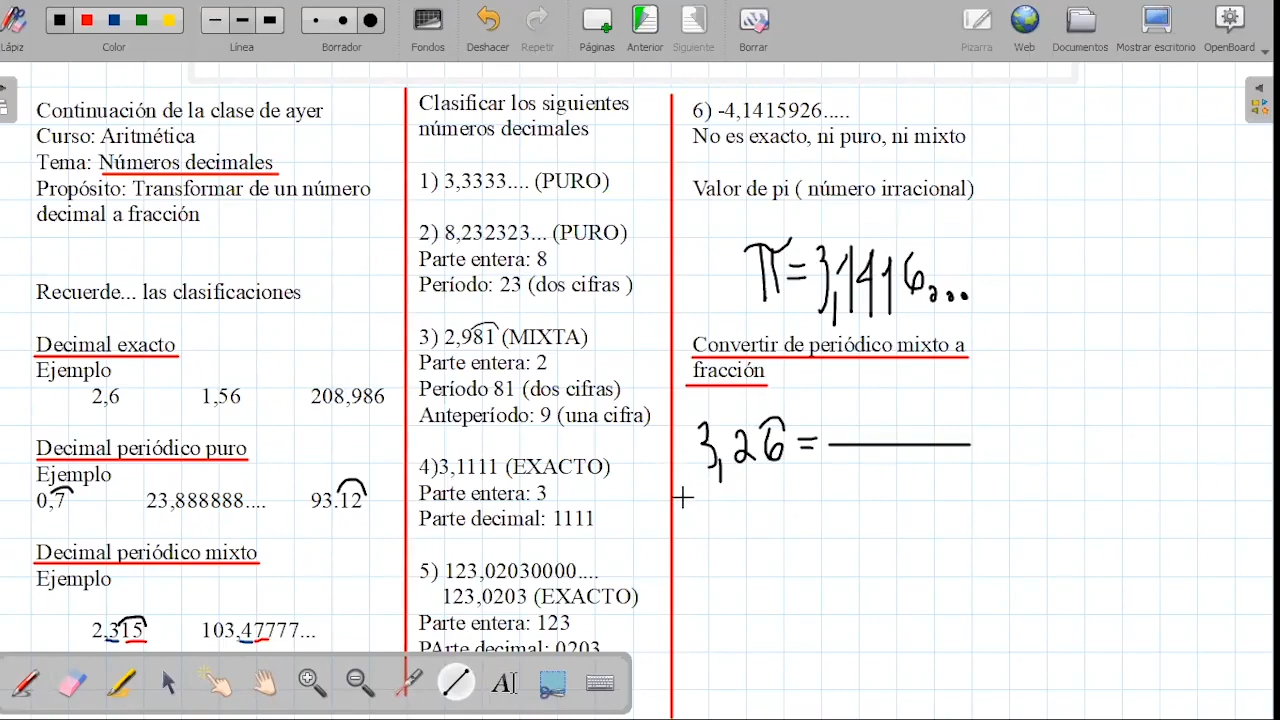 Lápiz
Color
Línea
Borrador
Fondos
Deshacer
Repetir
Páginas
Anterior
Siguiente
Borrar
Pizarra
Web
Documentos
Mostrar escritorio
OpenBoard
Continuación de la clase de ayer
Curso: Aritmética
Tema: Números decimales
Propósito: Transformar de un número
decimal a fracción
Recuerde... las clasificaciones
Decimal exacto
Ejemplo
2,6 1,56 208,986
Decimal periódico puro
Ejemplo
0,7 23,888888.... 93.12
Decimal periódico mixto
Ejemplo
2,315 103,47777...
Clasificar los siguientes
números decimales
1) 3,3333.... (PURO)
2) 8,232323... (PURO)
Parte entera: 8
Período: 23 (dos cifras )
3) 2,981 (MIXTA)
Parte entera: 2
Período 81 (dos cifras)
Anteperíodo: 9 (una cifra)
4)3,1111 (EXACTO)
Parte entera: 3
Parte decimal: 1111
5) 123,02030000....
123,0203 (EXACTO)
Parte entera: 123
PArte decimal: 0203
6) -4,1415926.....
No es exacto, ni puro, ni mixto
Valor de pi ( número irracional)
π=3,1416...
Convertir de periódico mixto a
fracción
3,26 =